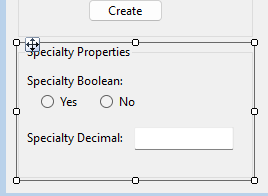 Create
Specialty Properties
Specialty Boolean:
Yes No
Specialty Decimal: